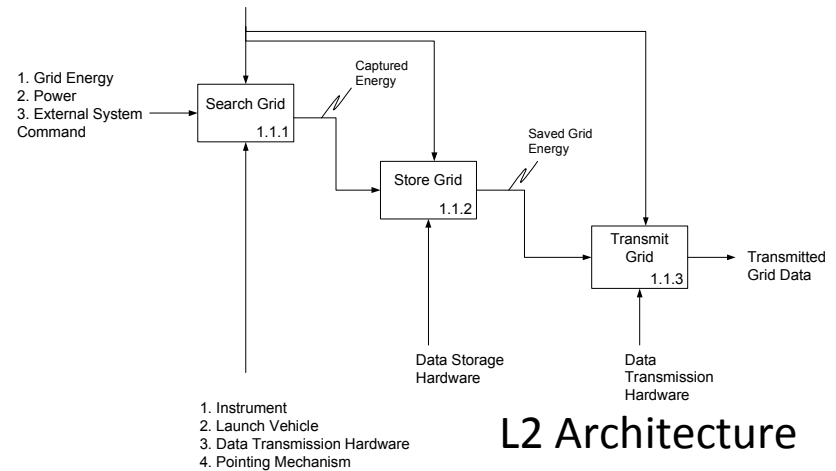 Captured
Energy
1. Grid Energy
2. Power
3. External System
Command
Search Grid
1.1.1
Saved Grid
Energy
Store Grid
1.1.2
Transmit
Grid
1.1.3
Transmitted
Grid Data
Data Storage
Hardware
Data
Transmission
Hardware
1. Instrument
2. Launch Vehicle
3. Data Transmission Hardware
4. Pointing Mechanism
L2 Architecture